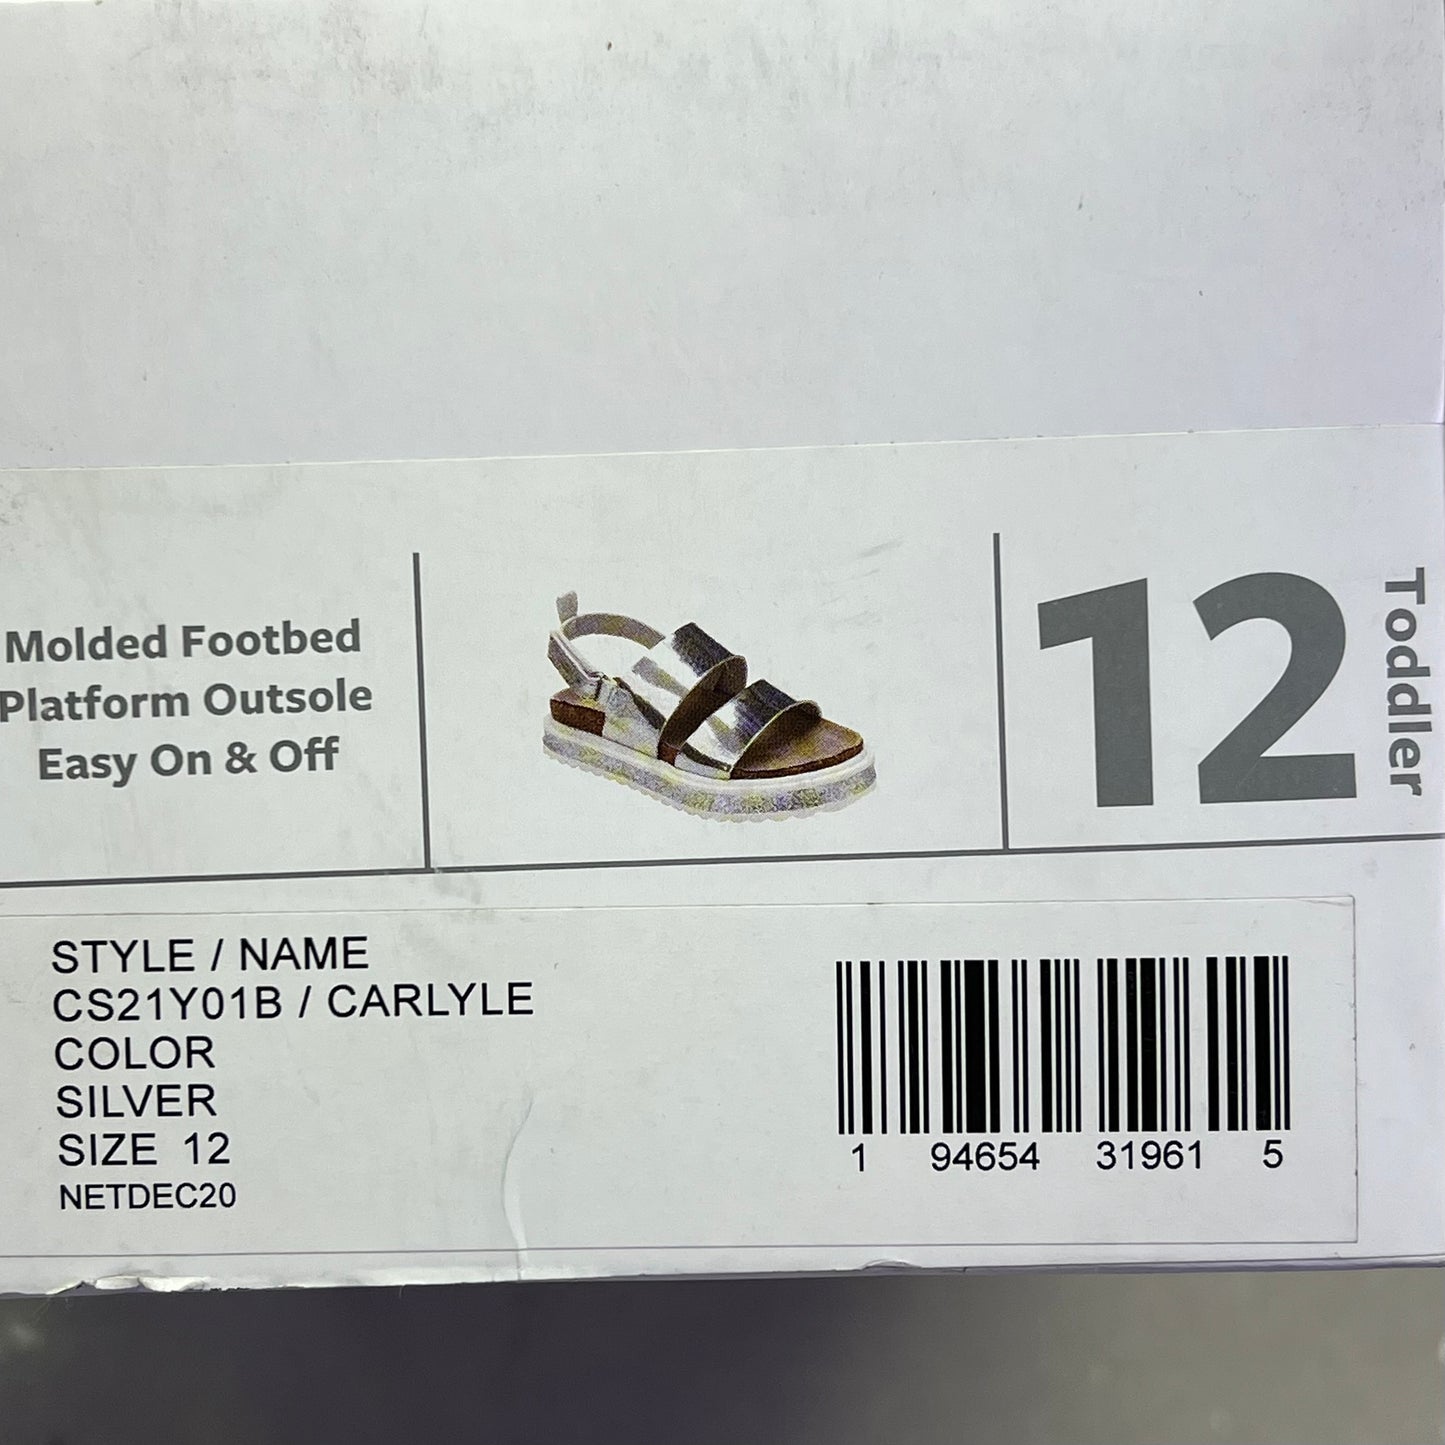 Molded Footbed
Platform Outsole
Easy On & Off
12
Toddler
STYLE / NAME
CS21Y01B / CARLYLE
COLOR
SILVER
SIZE 12
NETDEC20
1 94654 31961 5